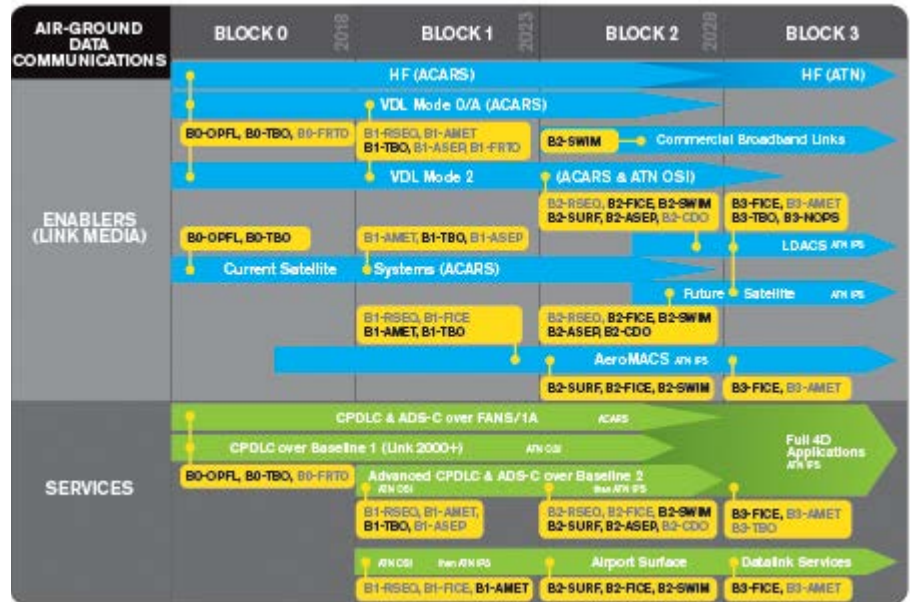 AIR-GROUND
DATA
COMMUNICATIONS
BLOCK 0
2018
BLOCK 1
2023
BLOCK 2
2028
BLOCK 3
HF (ACARS)
HF (ATN)
VDL Mode 0/A (ACARS)
B0-OPFL, B0-TBO, B0-FRTO
B1-RSEO, B1-AMET
B1-TBO, B1-ASEP, B1-FRTO
B2-SWIM
Commercial Broadband Links
VDL Mode 2
(ACARS & ATN OSI)
ENABLERS
(LINK MEDIA)
B2-RSEO, B2-FICE, B2-SWIM
B2-SURF, B2-ASEP, B2-CDO
B3-FICE, B3-AMET
B3-TBO, B3-NOPS
B0-OPFL, B0-TBO
B1-AMET, B1-TBO, B1-ASEP
LDACS ATN IPS
Current Satellite
Systems (ACARS)
Future Satellite ATN IPS
B1-RSEO, B1-FICE
B1-AMET, B1-TBO
B2-RSEO, B2-FICE, B2-SWIM
B2-ASEP, B2-CDO
AeroMACS ATN IPS
B2-SURF, B2-FICE, B2-SWIM
B3-FICE, B3-AMET
SERVICES
CPDLC & ADS-C over FANS/1A
ACARS
CPDLC over Baseline 1 (Link 2000+)
ATN OSI
Full 4D
Applications
ATN IPS
B0-OPFL, B0-TBO, B0-FRTO
Advanced CPDLC & ADS-C over Baseline 2
ATN OSI
then ATN IPS
B1-RSEO, B1-AMET,
B1-TBO, B1-ASEP
B2-RSEO, B2-FICE, B2-SWIM
B2-SURF, B2-ASEP, B2-CDO
B3-FICE, B3-AMET
B3-TBO
ATN OSI then ATN IPS
Airport Surface
Datalink Services
B1-RSEO, B1-FICE, B1-AMET
B2-SURF, B2-FICE, B2-SWIM
B3-FICE, B3-AMET